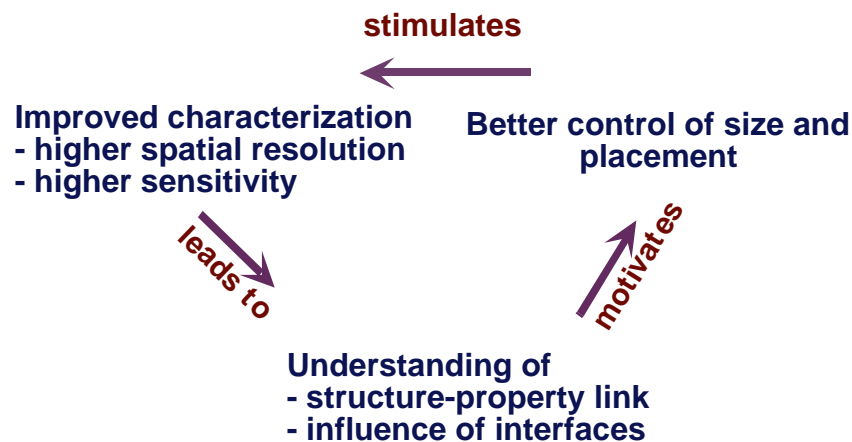 stimulates
Improved characterization
- higher spatial resolution
- higher sensitivity
Better control of size and
placement
leads to
motivates
Understanding of
- structure-property link
- influence of interfaces